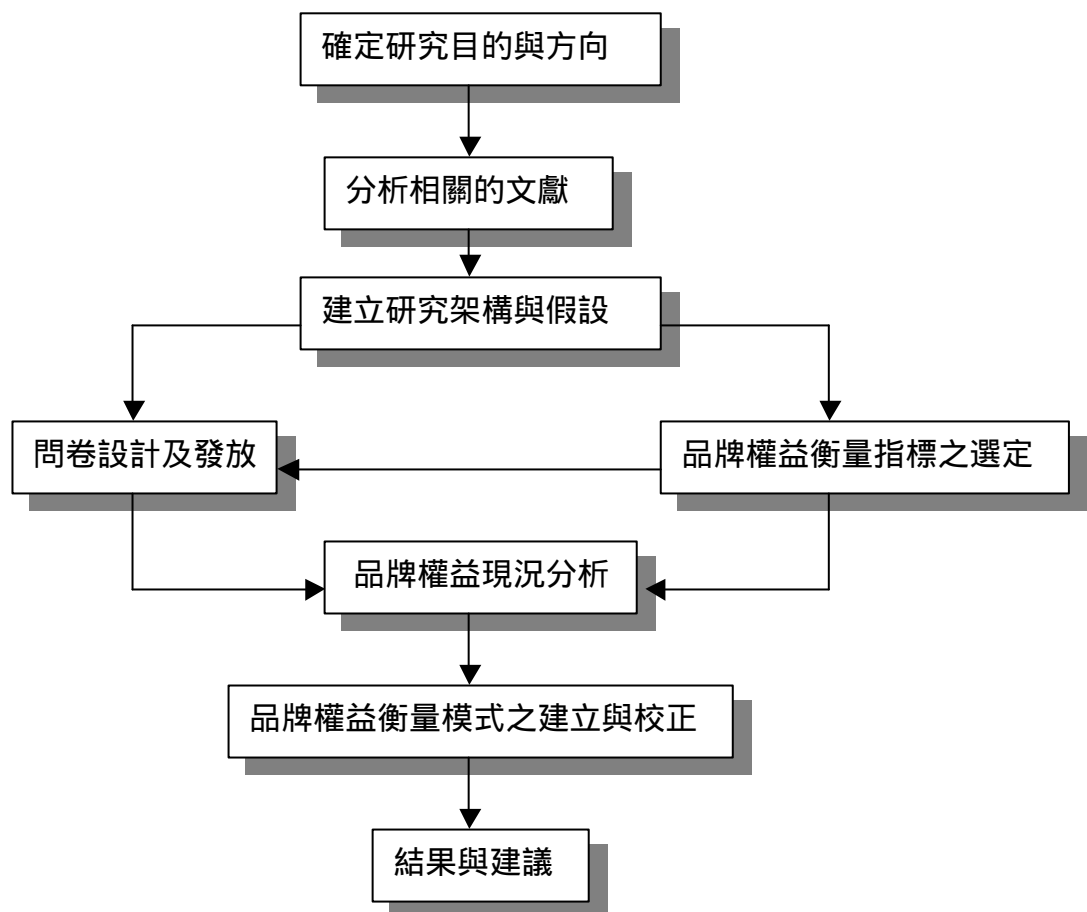 確定研究目的與方向
分析相關的文獻
建立研究架構與假設
問卷設計及發放
品牌權益衡量指標之選定
品牌權益現況分析
品牌權益衡量模式之建立與校正
結果與建議